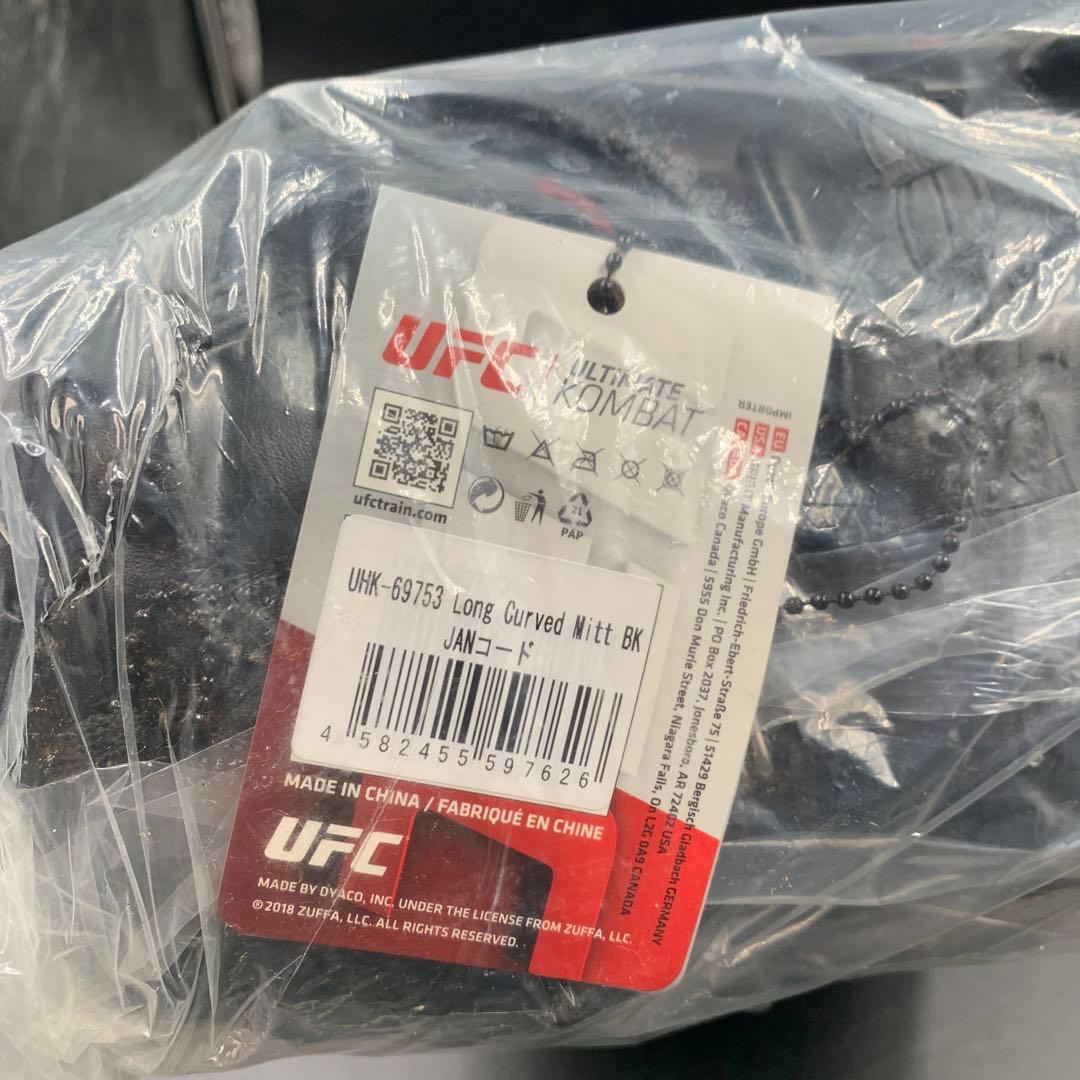 UFC | ULTIMATE
KOMBAT
ufctrain.com
21
PAP
UHK-69753 Long Curved Mitt BK
JANコード
4 582455 597626
MADE IN CHINA / FABRIQUÉ EN CHINE
UFC
MADE BY DYACO, INC. UNDER THE LICENSE FROM ZUFFA, LLC.
© 2018 ZUFFA, LLC. ALL RIGHTS RESERVED.
IMPORTER
EU Europe GmbH | Friedrich-Ebert-Straße 75 | 51429 Bergisch Gladbach GERMANY
USA Manufacturing Inc. | PO Box 2037, Jonesboro, AR 72402 USA
Canada | 5955 Don Murie Street, Niagara Falls, On L2G 0A9 CANADA